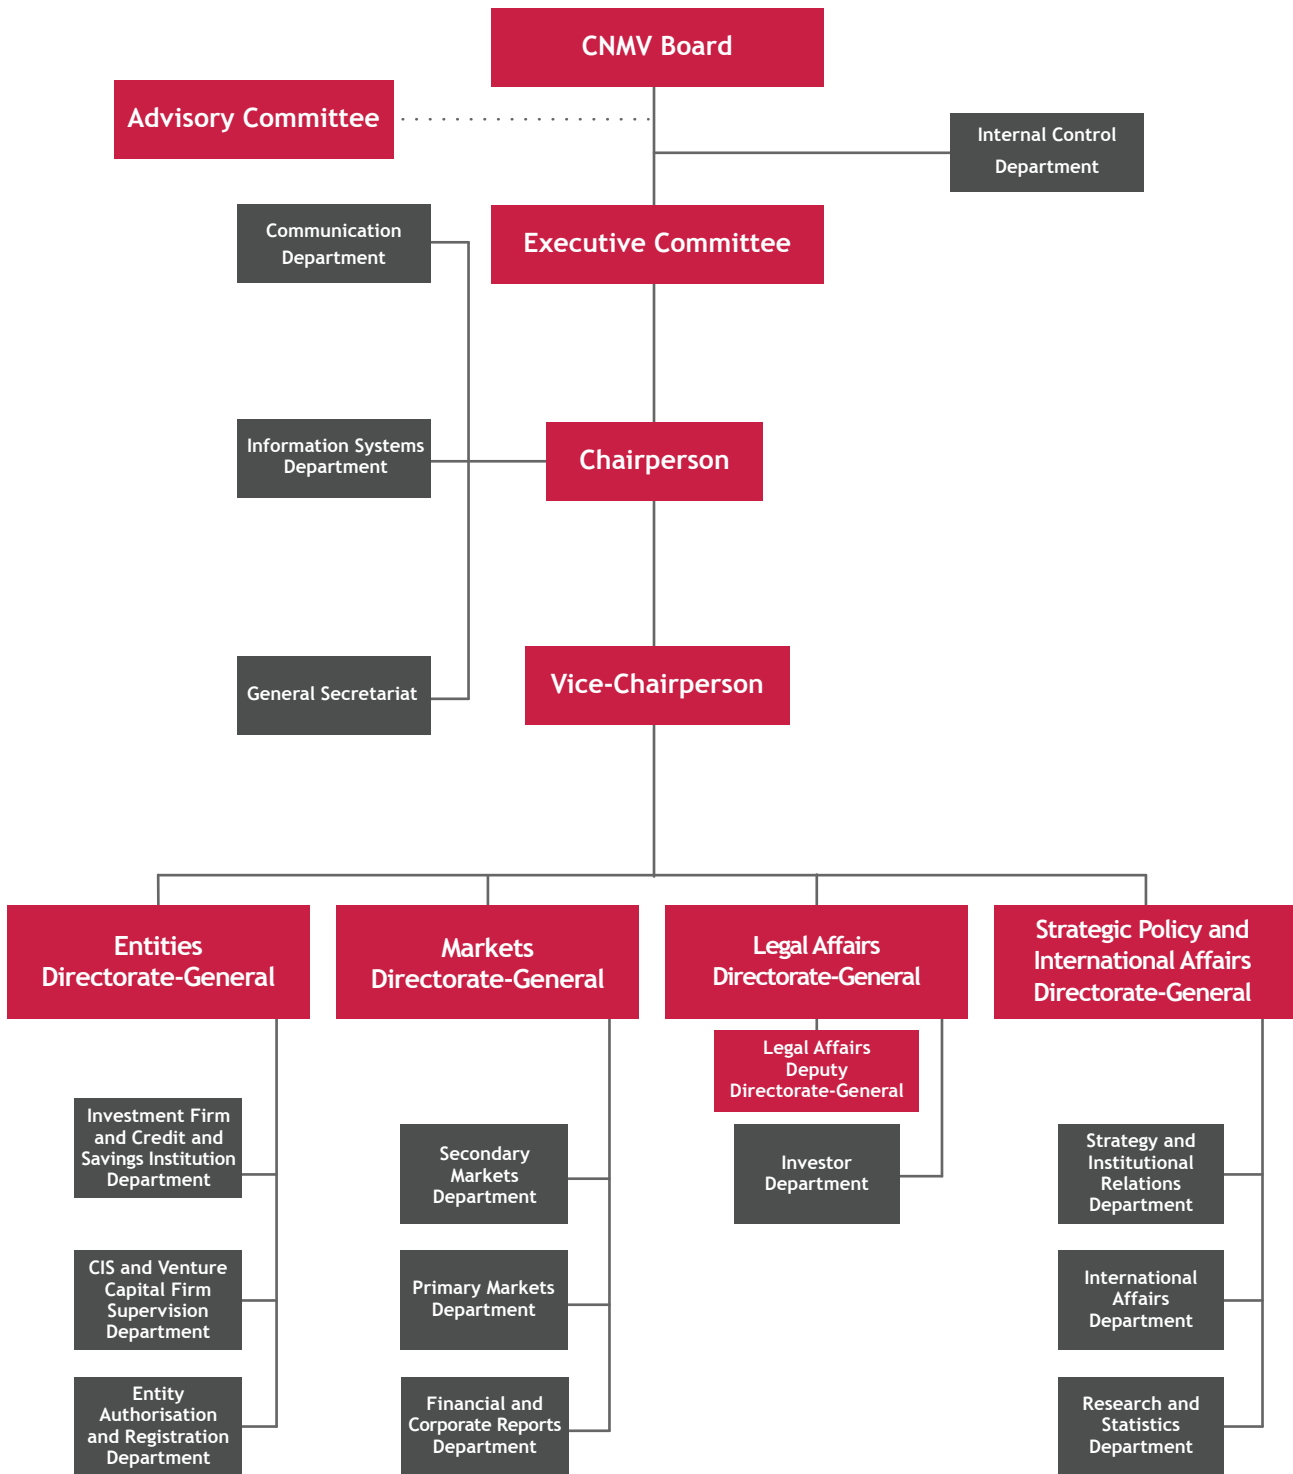 CNMV Board
Advisory Committee
Internal Control
Department
Communication
Department
Executive Committee
Information Systems
Department
Chairperson
General Secretariat
Vice-Chairperson
Entities
Directorate-General
Markets
Directorate-General
Legal Affairs
Directorate-General
Strategic Policy and
International Affairs
Directorate-General
Legal Affairs
Deputy
Directorate-General
Investment Firm
and Credit and
Savings Institution
Department
Secondary
Markets
Department
Investor
Department
Strategy and
Institutional
Relations
Department
CIS and Venture
Capital Firm
Supervision
Department
Primary Markets
Department
International
Affairs
Department
Entity
Authorisation
and Registration
Department
Financial and
Corporate Reports
Department
Research and
Statistics
Department